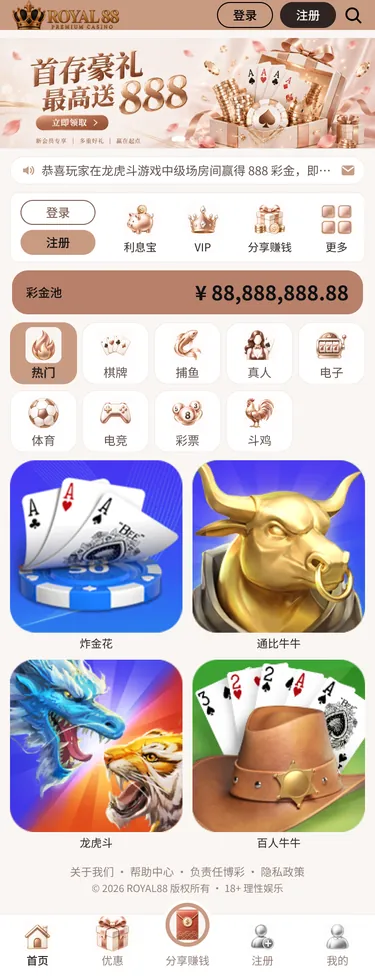 ROYAL 88
PREMIUM CASINO
登录
注册
首存豪礼
最高送888
立即领取 >
新会员专享 | 多重好礼 | 赢在起点
恭喜玩家在龙虎斗游戏中级场房间赢得 888 彩金，即…
登录
注册
利息宝
VIP
分享赚钱
更多
彩金池
¥ 88,888,888.88
热门
棋牌
捕鱼
真人
电子
体育
电竞
彩票
斗鸡
炸金花
通比牛牛
龙虎斗
百人牛牛
关于我们 • 帮助中心 • 负责任博彩 • 隐私政策
© 2026 ROYAL88 版权所有 • 18+ 理性娱乐
首页
优惠
分享赚钱
注册
我的